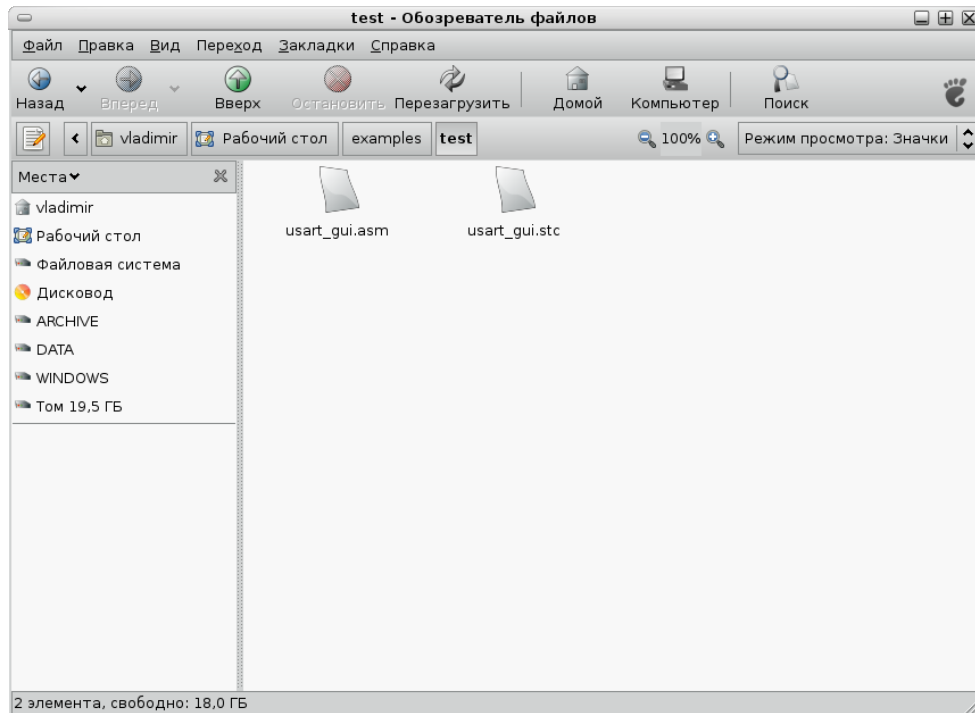 test - Обозреватель файлов
Файл Правка Вид Переход Закладки Справка
Назад Вперед Вверх Остановить Перезагрузить Домой Компьютер Поиск
vladimir Рабочий стол examples test 100% Режим просмотра: Значки
Места
vladimir
Рабочий стол
Файловая система
Дисковод
ARCHIVE
DATA
WINDOWS
Том 19,5 ГБ
usart_gui.asm usart_gui.stc
2 элемента, свободно: 18,0 ГБ